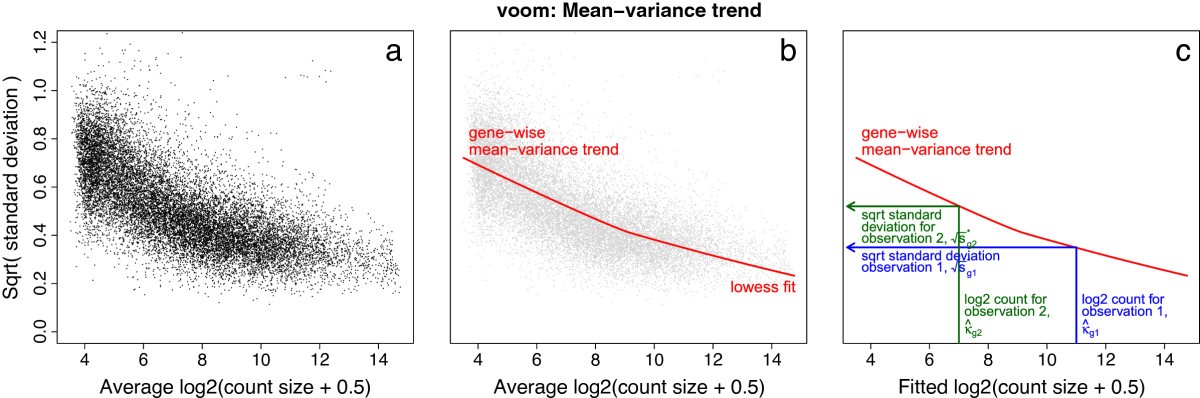 voom: Mean−variance trend
a
Sqrt( standard deviation )
0.0 0.2 0.4 0.6 0.8 1.0 1.2
4 6 8 10 12 14
Average log2(count size + 0.5)
b
gene−wise
mean−variance trend
lowess fit
4 6 8 10 12 14
Average log2(count size + 0.5)
c
gene−wise
mean−variance trend
sqrt standard
deviation for
observation 2, √s*g2
sqrt standard deviation
observation 1, √s*g1
log2 count for
observation 2,
κ̂g2
log2 count for
observation 1,
κ̂g1
4 6 8 10 12 14
Fitted log2(count size + 0.5)